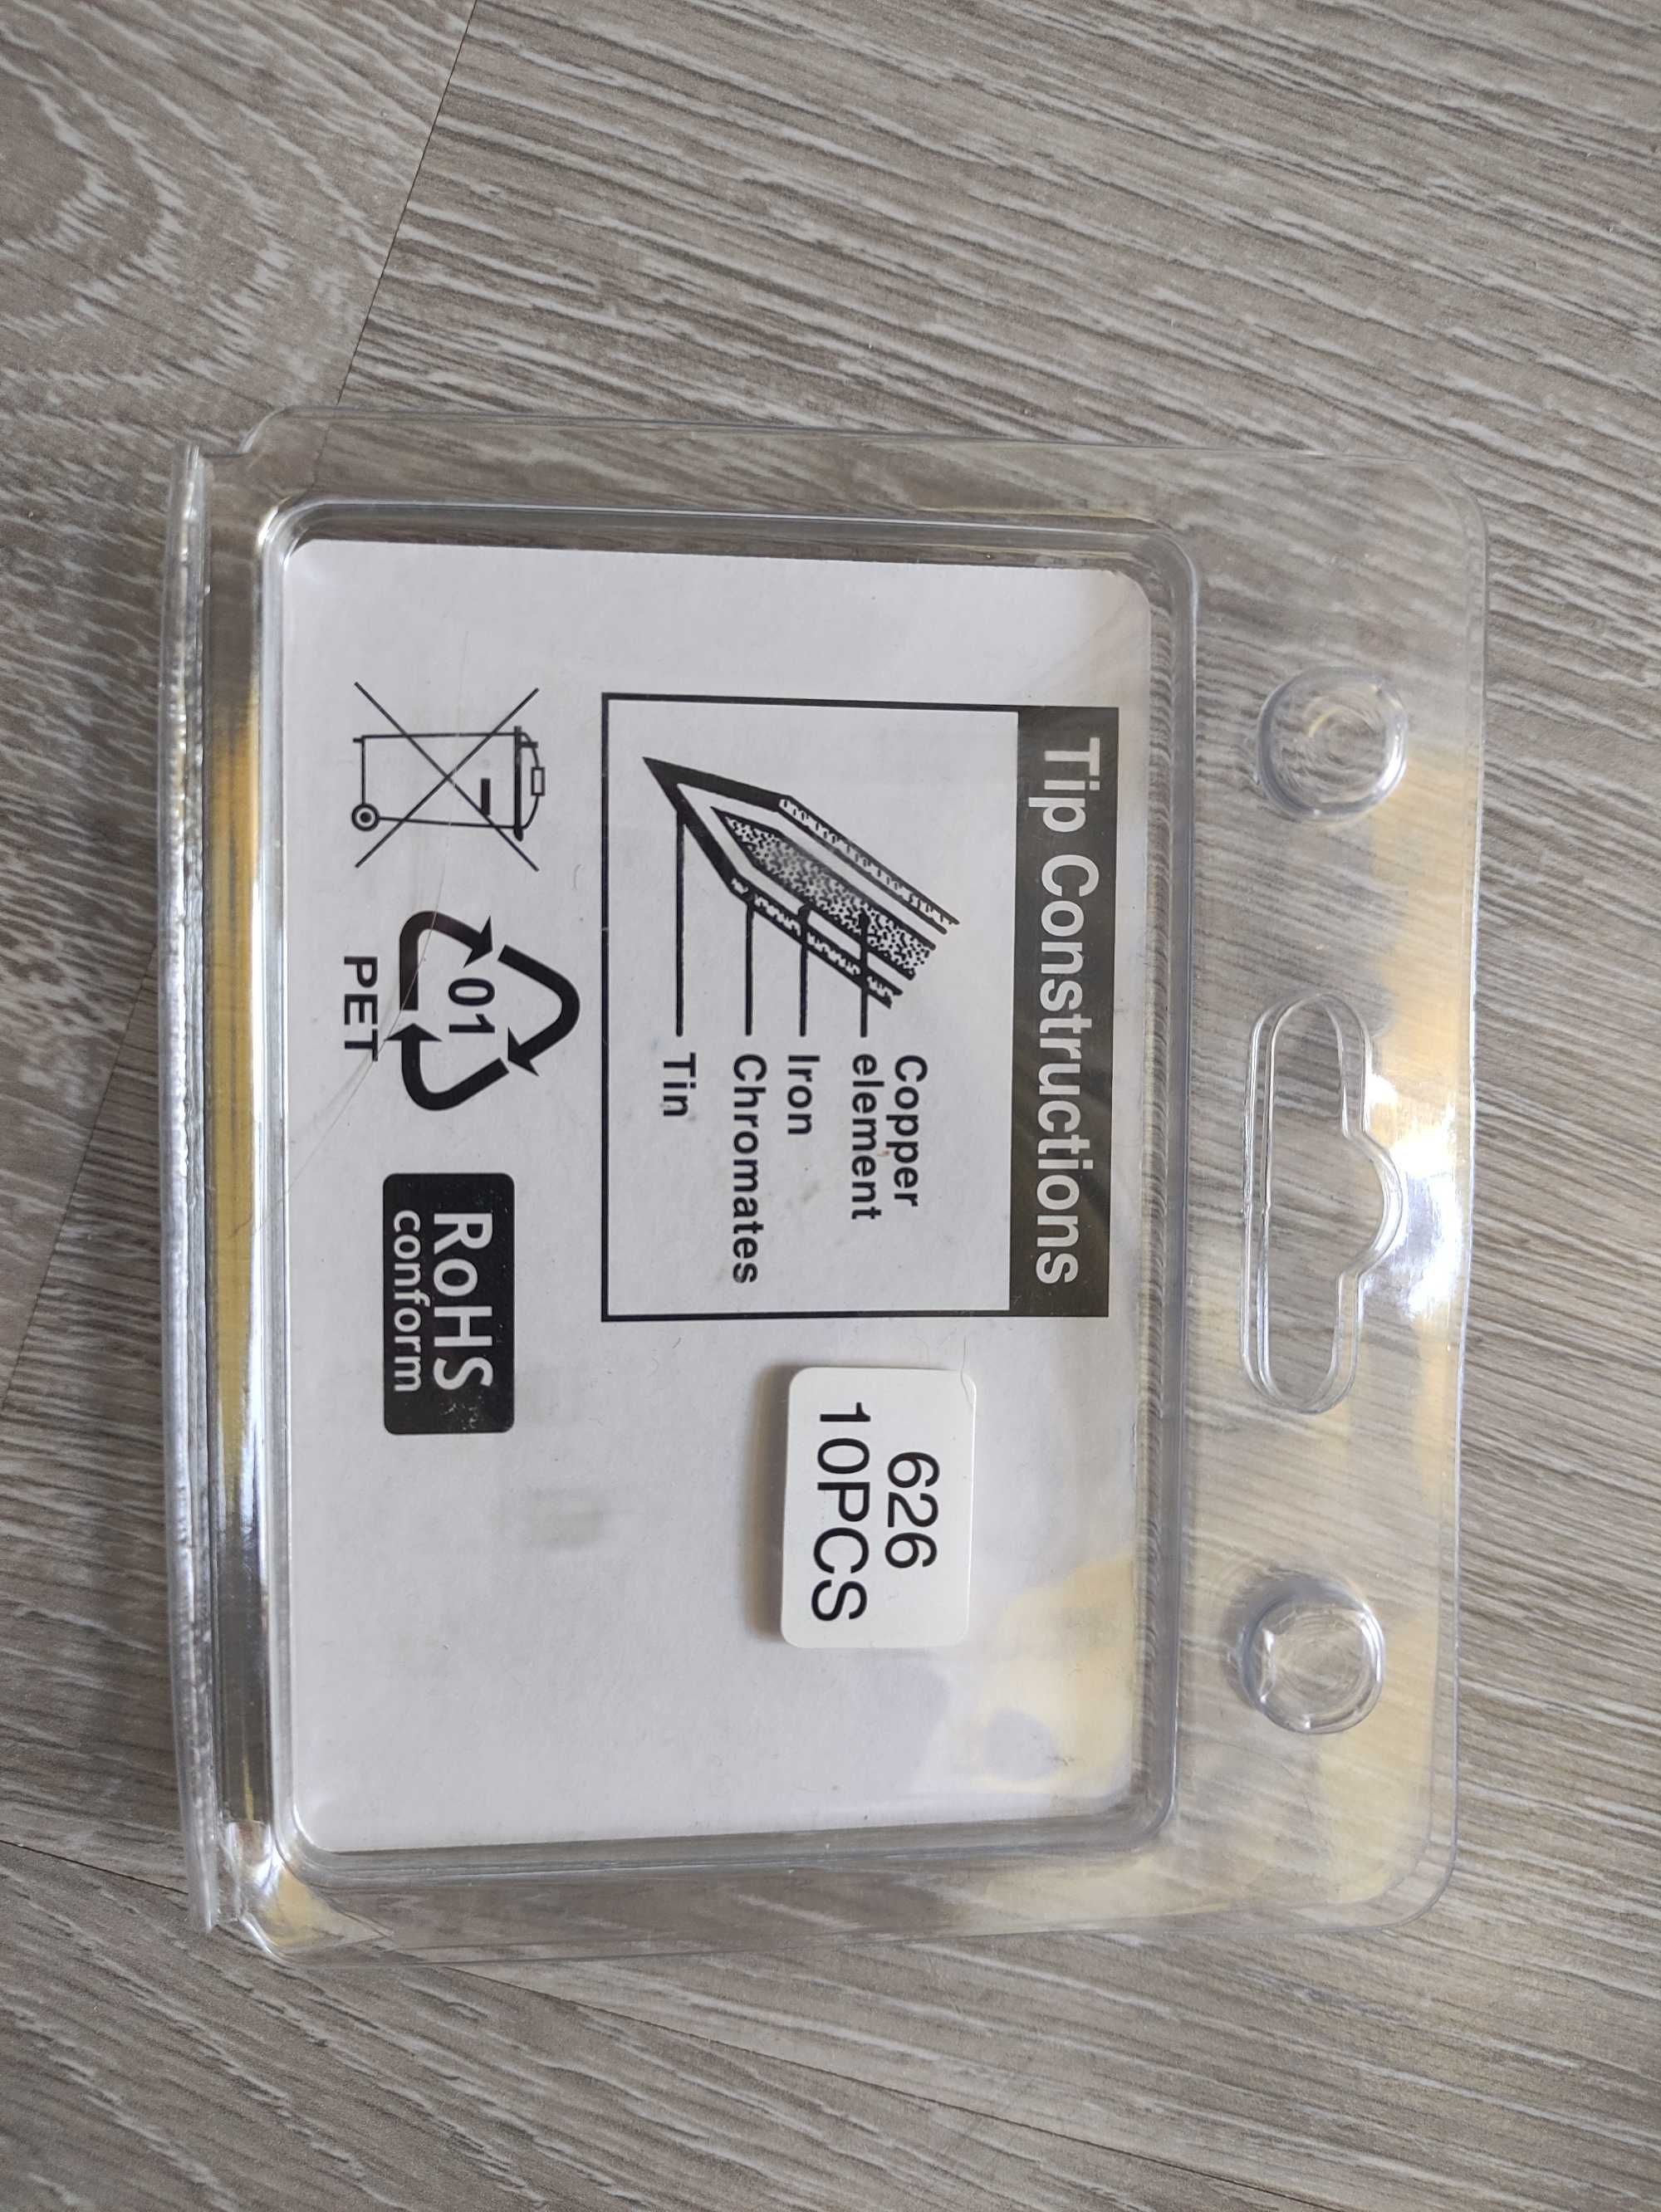 Tip Constructions
Copper
element
Iron
Chromates
Tin
626
10PCS
01
PET
RoHS
conform